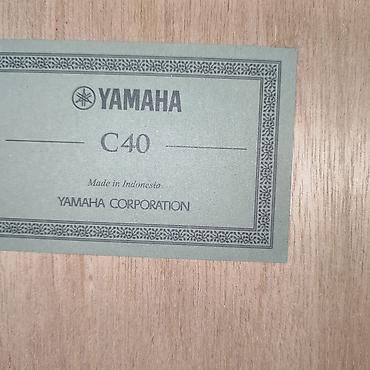 YAMAHA
C40
Made in Indonesia
YAMAHA CORPORATION